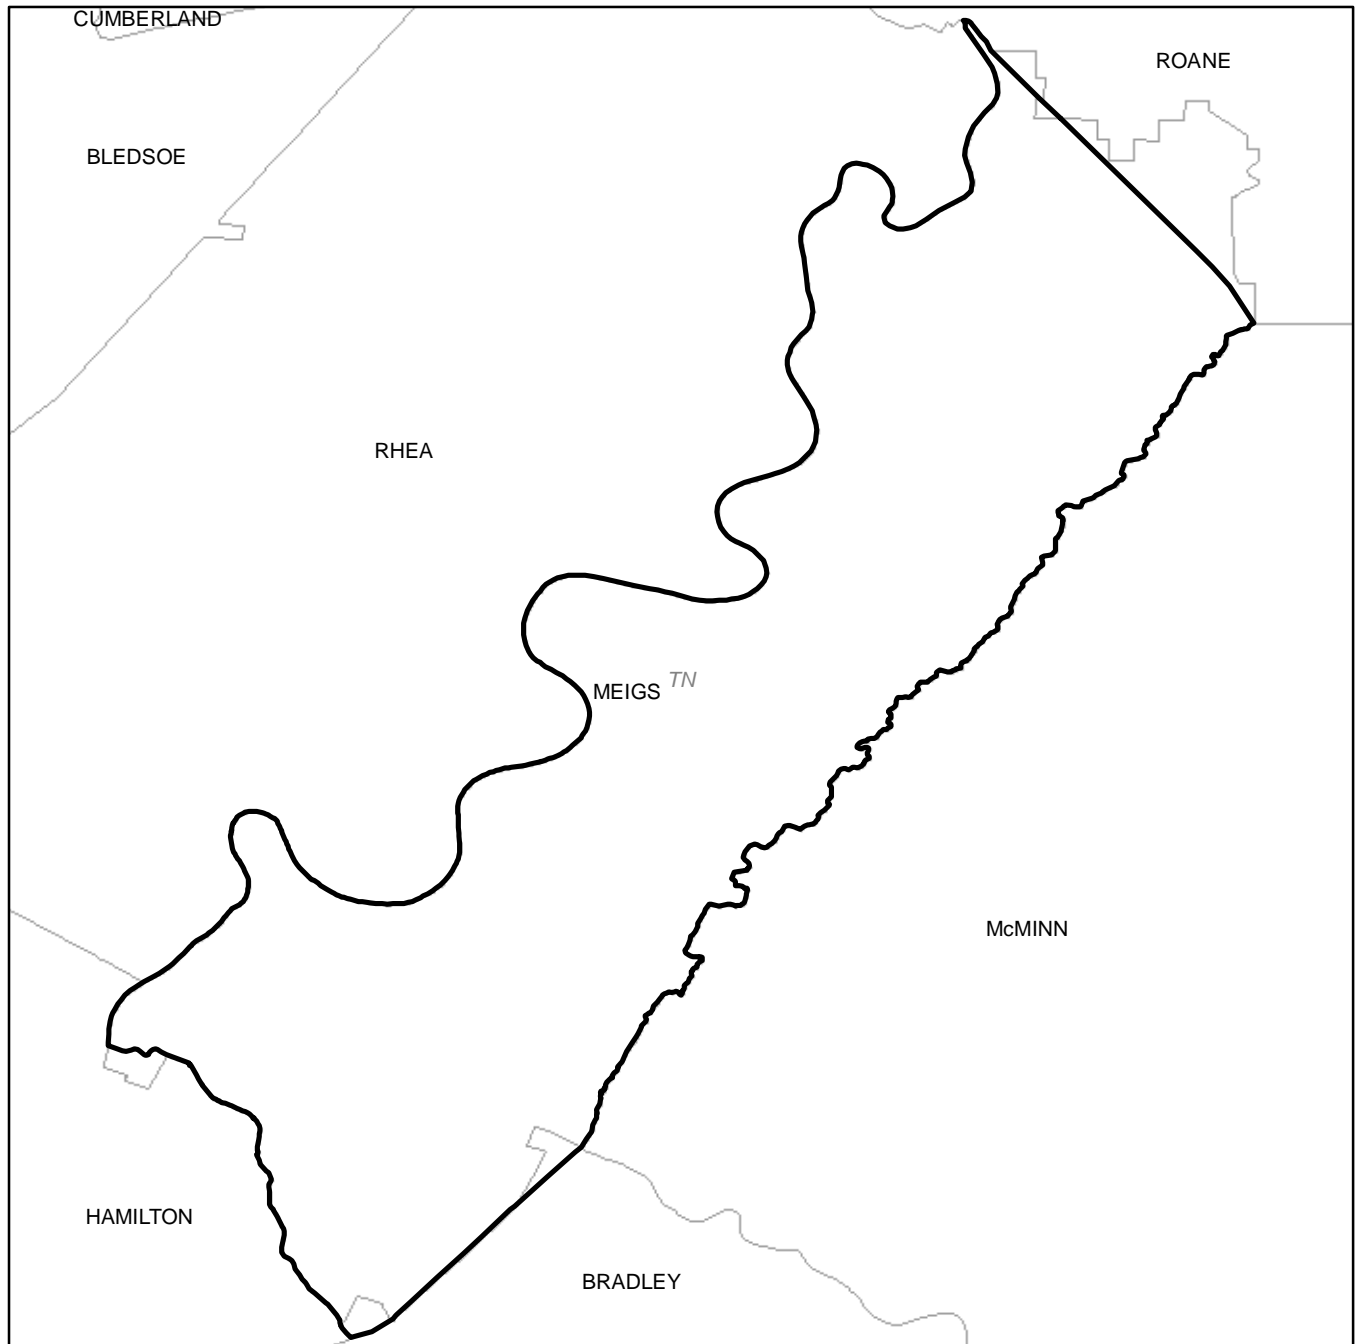 CUMBERLAND
ROANE
BLEDSOE
RHEA
MEIGS TN
McMINN
HAMILTON
BRADLEY